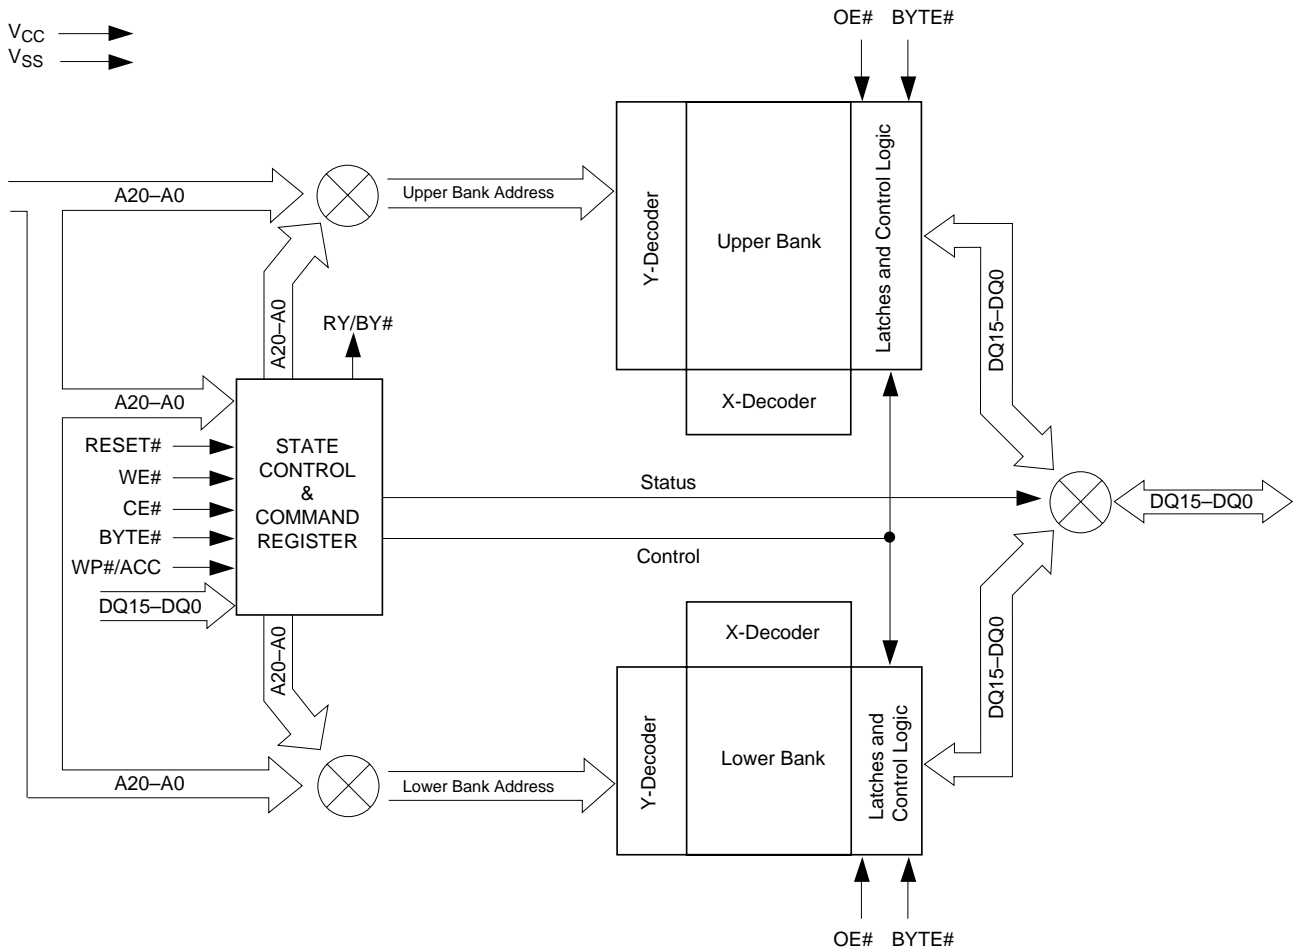 OE# BYTE#
VCC
VSS
A20–A0
Upper Bank Address
Y-Decoder
Upper Bank
Latches and Control Logic
DQ15–DQ0
A20–A0
RY/BY#
X-Decoder
A20–A0
RESET#
WE#
CE#
BYTE#
WP#/ACC
DQ15–DQ0
STATE
CONTROL
&
COMMAND
REGISTER
Status
Control
DQ15–DQ0
X-Decoder
A20–A0
DQ15–DQ0
A20–A0
Lower Bank Address
Y-Decoder
Lower Bank
Latches and
Control Logic
OE# BYTE#